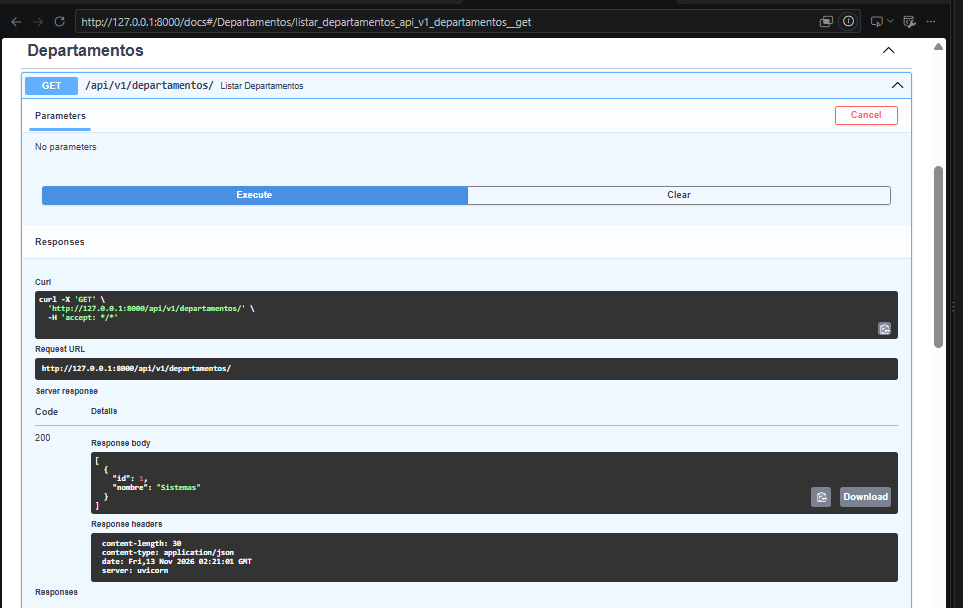 http://127.0.0.1:8000/docs#/Departamentos/listar_departamentos_api_v1_departamentos__get
Departamentos
GET /api/v1/departamentos/ Listar Departamentos
Parameters
Cancel
No parameters
Execute
Clear
Responses
Curl
curl -X 'GET' \
'http://127.0.0.1:8000/api/v1/departamentos/' \
-H 'accept: */*'
Request URL
http://127.0.0.1:8000/api/v1/departamentos/
Server response
Code Details
200
Response body
[
{
"id": 1,
"nombre": "Sistemas"
}
]
Download
Response headers
content-length: 30
content-type: application/json
date: Fri,13 Nov 2026 02:21:01 GMT
server: uvicorn
Responses